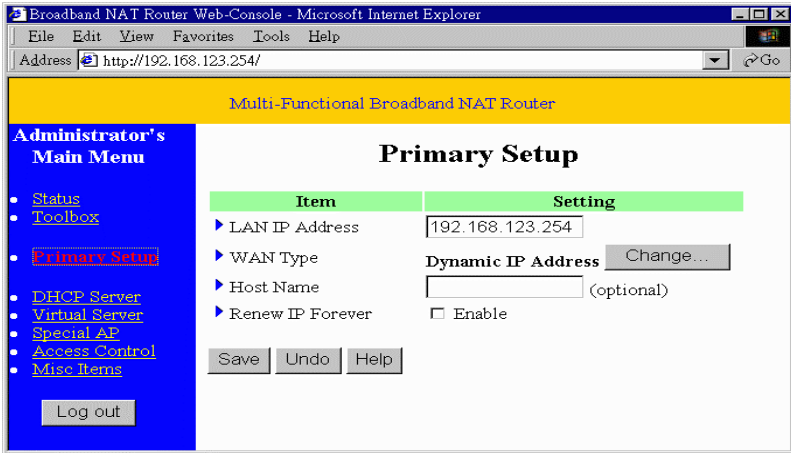 Broadband NAT Router Web-Console - Microsoft Internet Explorer
File Edit View Favorites Tools Help
Address http://192.168.123.254/ Go
Multi-Functional Broadband NAT Router
Administrator's
Main Menu
Status
Toolbox
Primary Setup
DHCP Server
Virtual Server
Special AP
Access Control
Misc Items
Log out
Primary Setup
Item Setting
LAN IP Address 192.168.123.254
WAN Type Dynamic IP Address Change...
Host Name (optional)
Renew IP Forever Enable
Save Undo Help